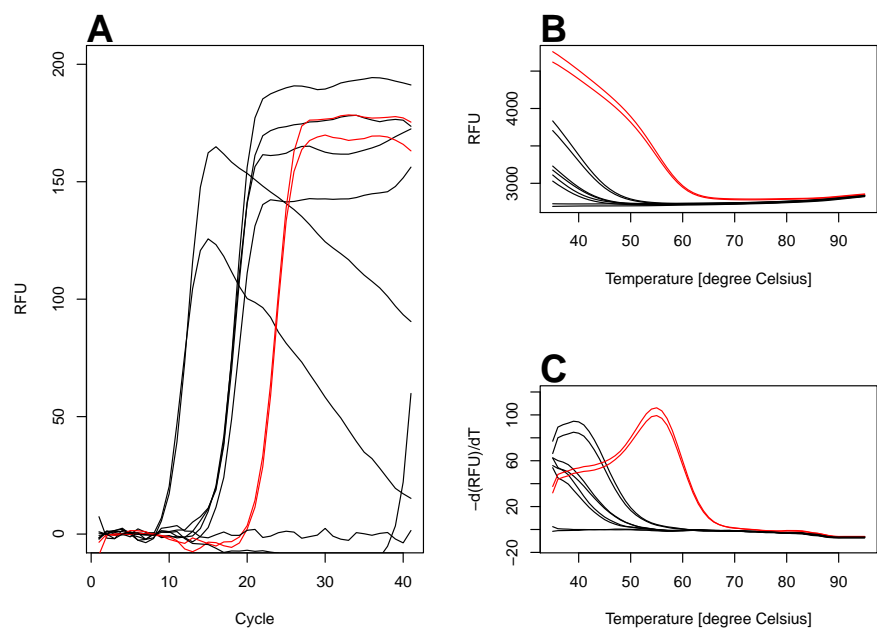 A
200
150
100
50
0
RFU
0 10 20 30 40
Cycle
B
4000
3000
RFU
40 50 60 70 80 90
Temperature [degree Celsius]
C
100
60
20
−20
−d(RFU)/dT
40 50 60 70 80 90
Temperature [degree Celsius]